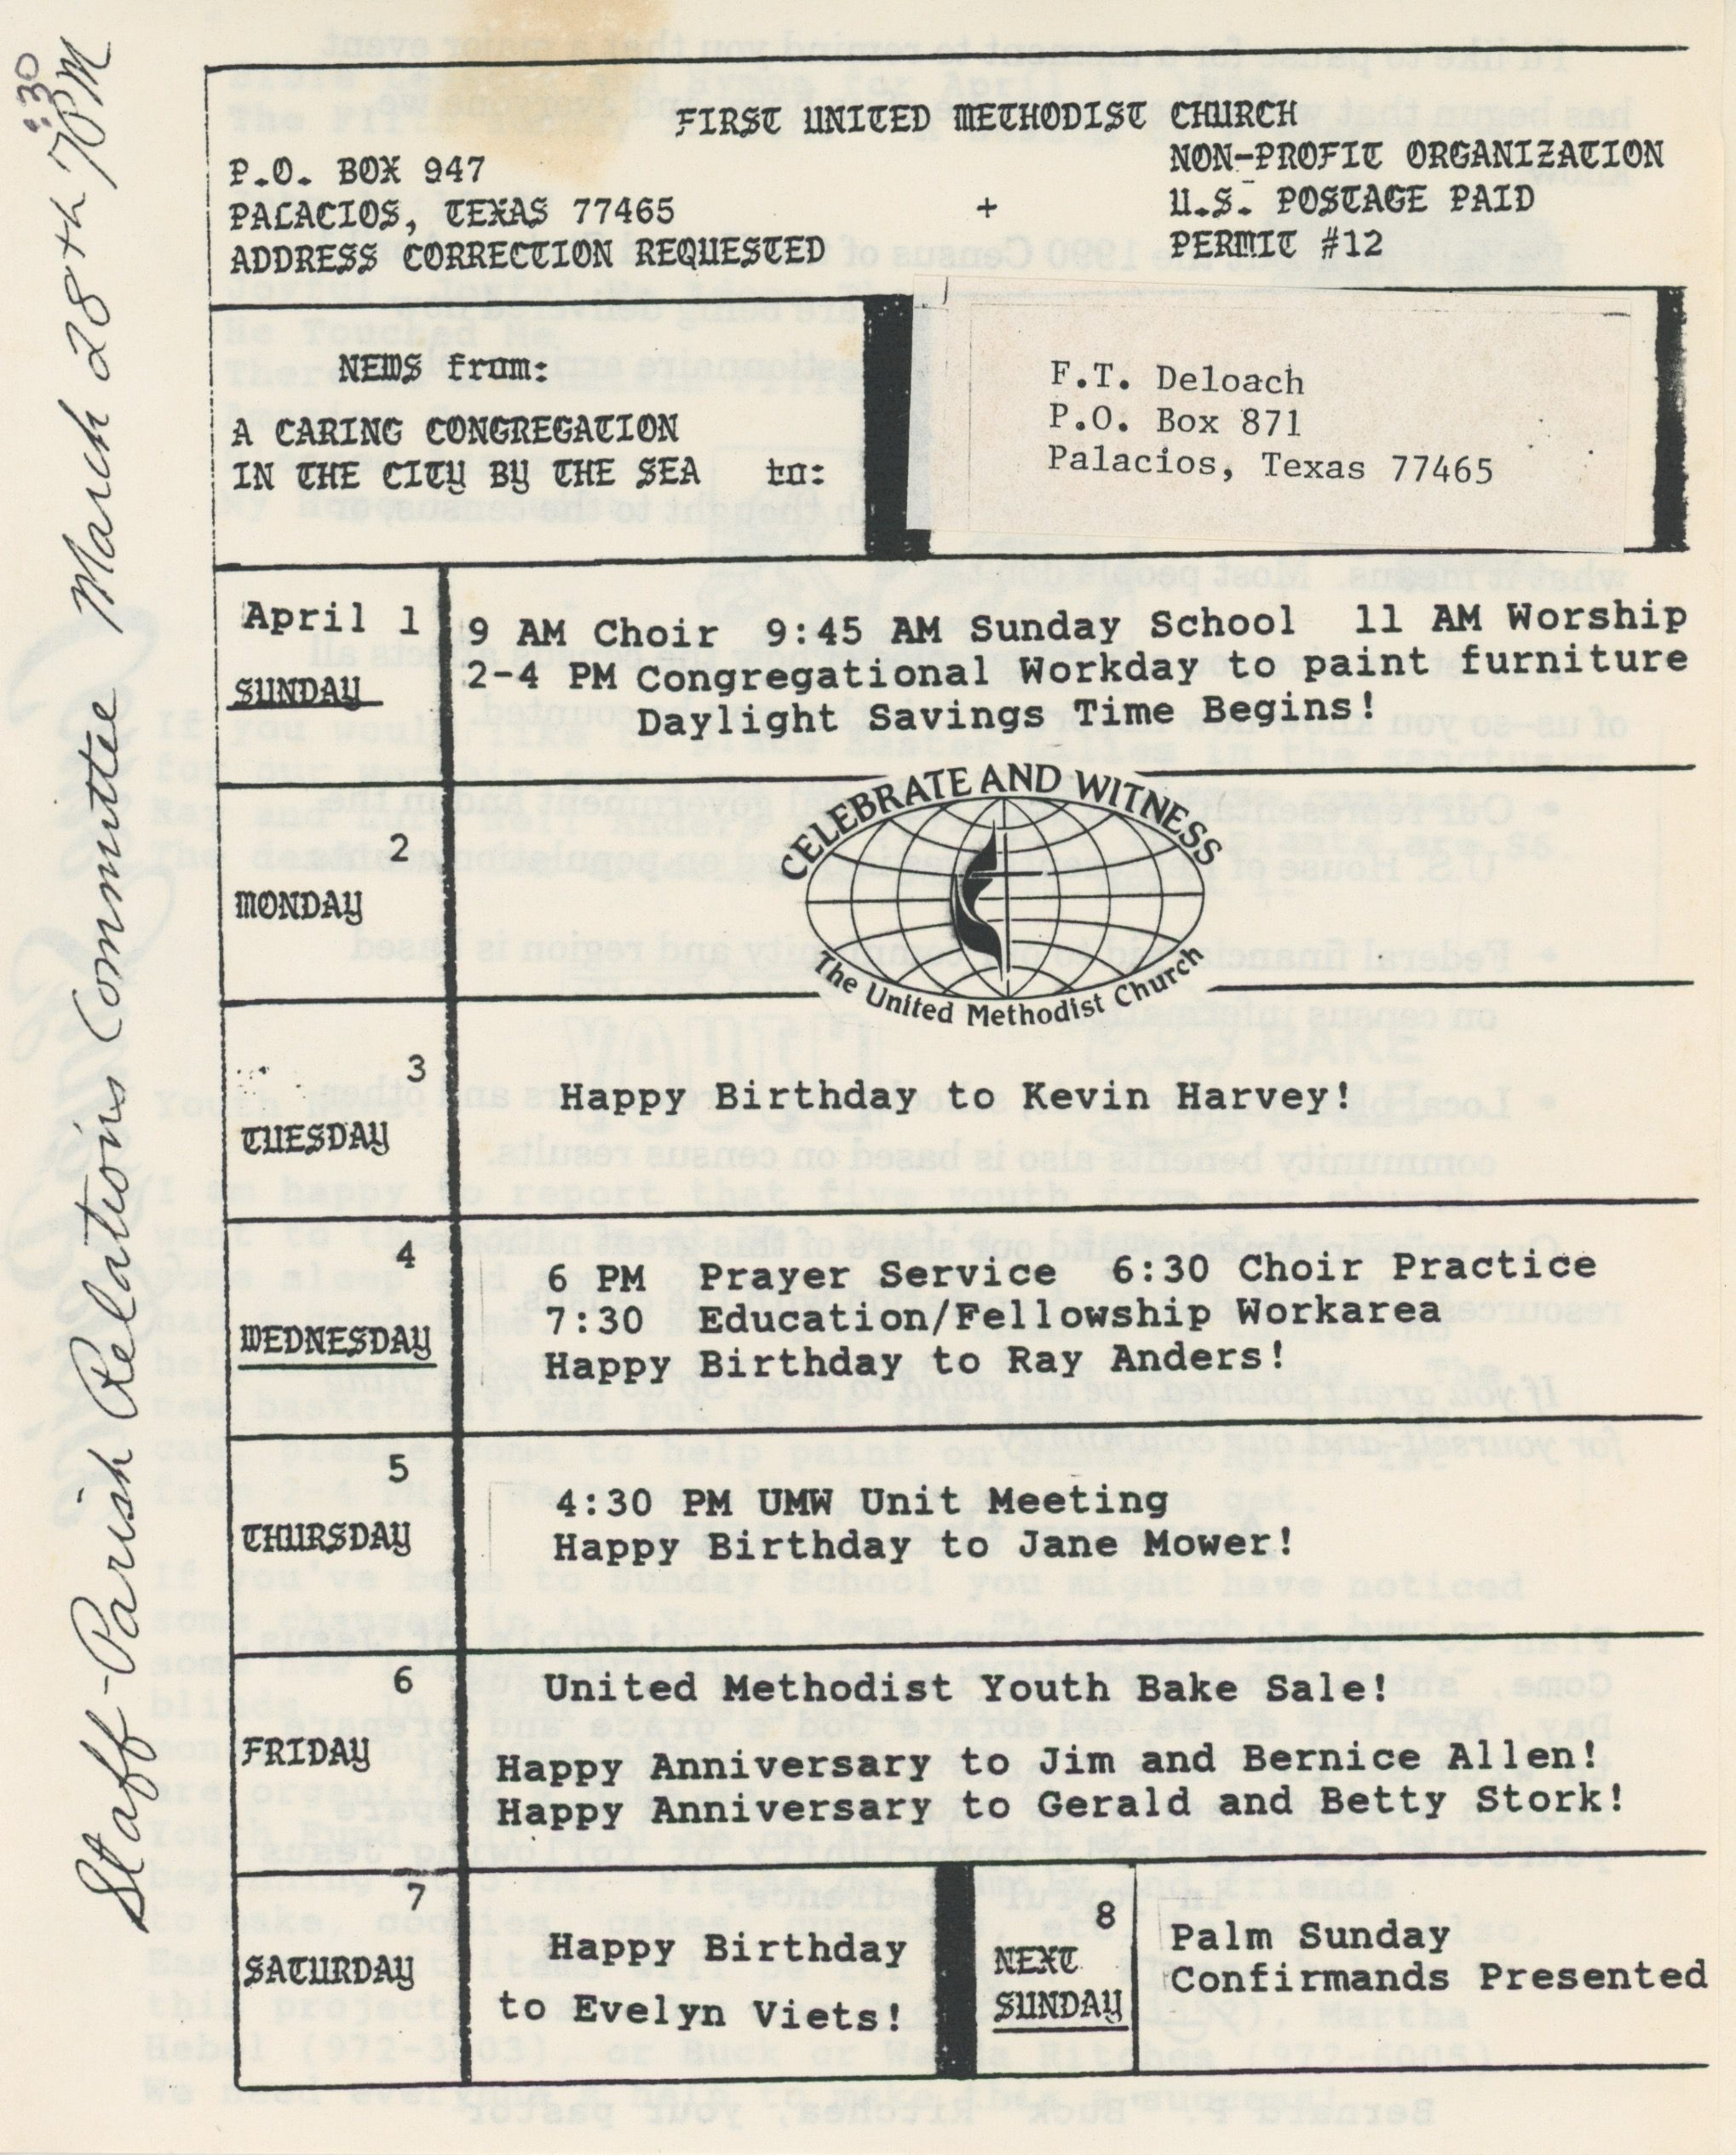 Staff-Parish Relations Committee March 28th 7:30 PM
FIRST UNITED METHODIST CHURCH
P.O. BOX 947
PALACIOS, TEXAS 77465
ADDRESS CORRECTION REQUESTED
+
NON-PROFIT ORGANIZATION
U.S. POSTAGE PAID
PERMIT #12
NEWS from:
A CARING CONGREGATION
IN THE CITY BY THE SEA to:
F.T. Deloach
P.O. Box 871
Palacios, Texas 77465
April 1
SUNDAY
9 AM Choir 9:45 AM Sunday School 11 AM Worship
2-4 PM Congregational Workday to paint furniture
Daylight Savings Time Begins!
2
MONDAY
CELEBRATE AND WITNESS
The United Methodist Church
3
TUESDAY
Happy Birthday to Kevin Harvey!
4
WEDNESDAY
6 PM Prayer Service 6:30 Choir Practice
7:30 Education/Fellowship Workarea
Happy Birthday to Ray Anders!
5
THURSDAY
4:30 PM UMW Unit Meeting
Happy Birthday to Jane Mower!
6
FRIDAY
United Methodist Youth Bake Sale!
Happy Anniversary to Jim and Bernice Allen!
Happy Anniversary to Gerald and Betty Stork!
7
SATURDAY
Happy Birthday
to Evelyn Viets!
8
NEXT
SUNDAY
Palm Sunday
Confirmands Presented